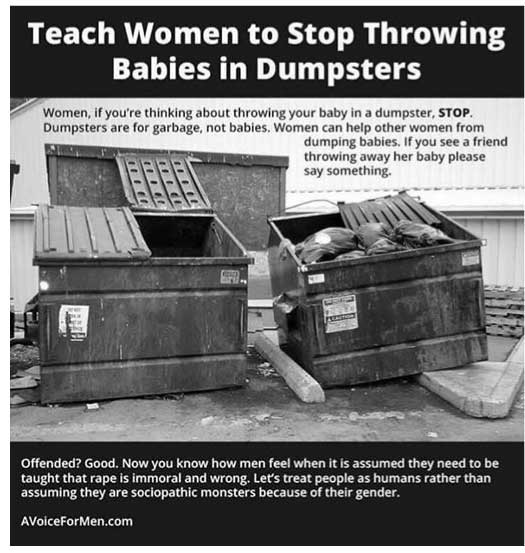 Teach Women to Stop Throwing
Babies in Dumpsters
Women, if you're thinking about throwing your baby in a dumpster, STOP.
Dumpsters are for garbage, not babies. Women can help other women from
dumping babies. If you see a friend
throwing away her baby please
say something.
CAUTION
Offended? Good. Now you know how men feel when it is assumed they need to be
taught that rape is immoral and wrong. Let's treat people as humans rather than
assuming they are sociopathic monsters because of their gender.
AVoiceForMen.com